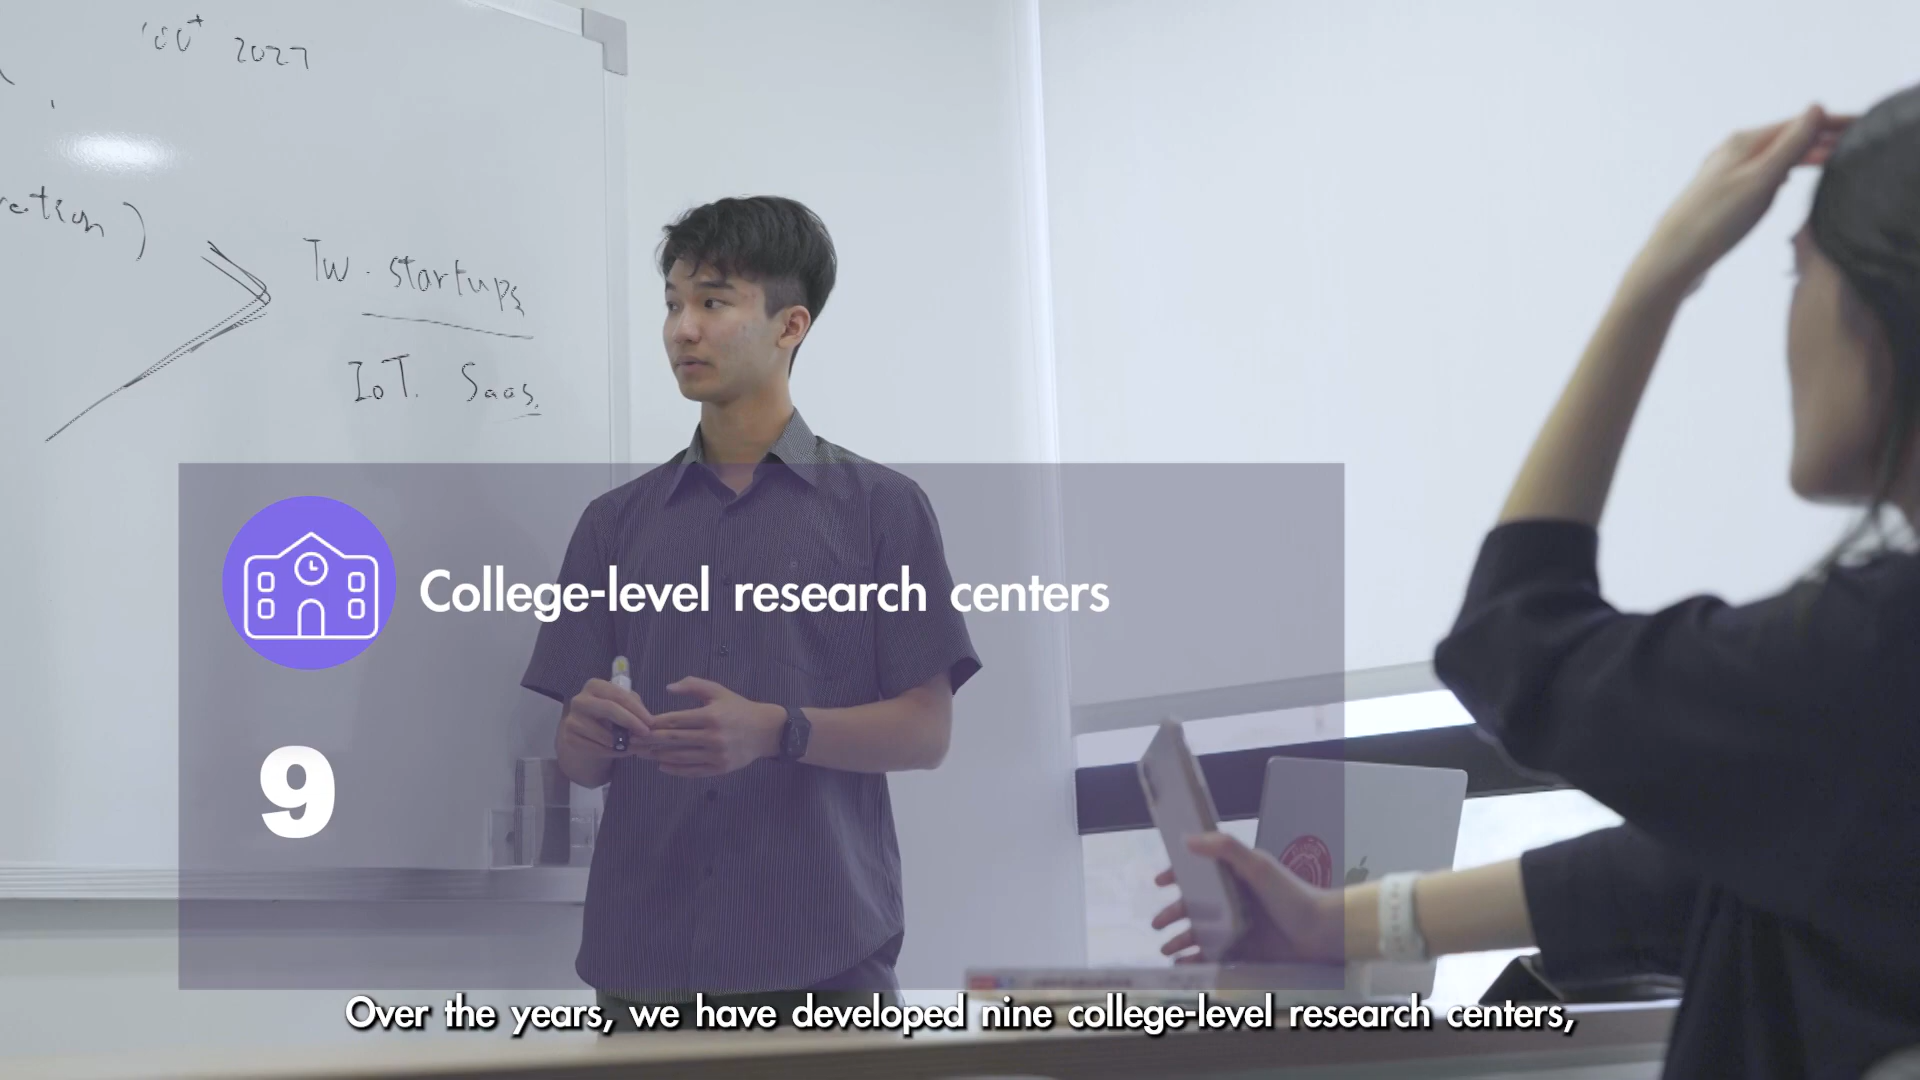 2027
Tw. startups
IoT. Saas.
College-level research centers
9
Over the years, we have developed nine college-level research centers,